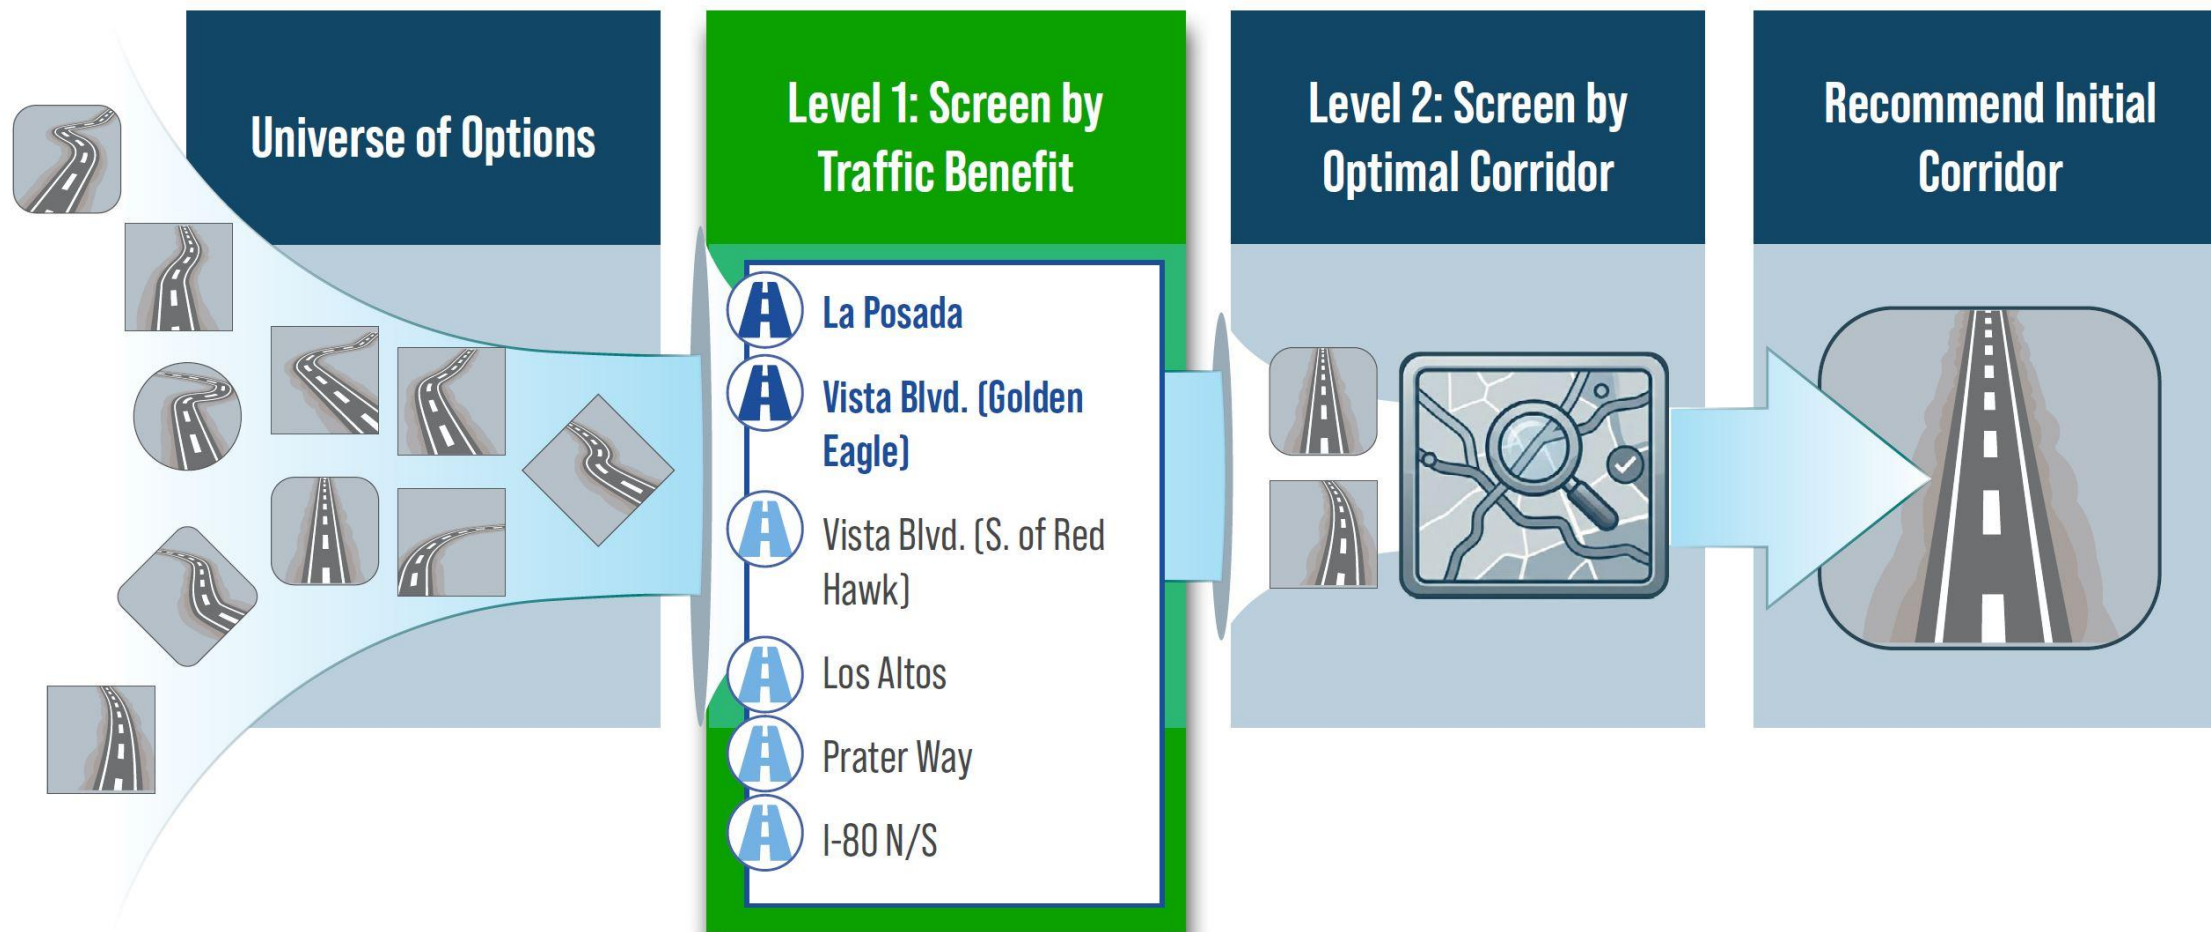 Universe of Options
Level 1: Screen by
Traffic Benefit
La Posada
Vista Blvd. (Golden
Eagle)
Vista Blvd. (S. of Red
Hawk)
Los Altos
Prater Way
I-80 N/S
Level 2: Screen by
Optimal Corridor
Recommend Initial
Corridor